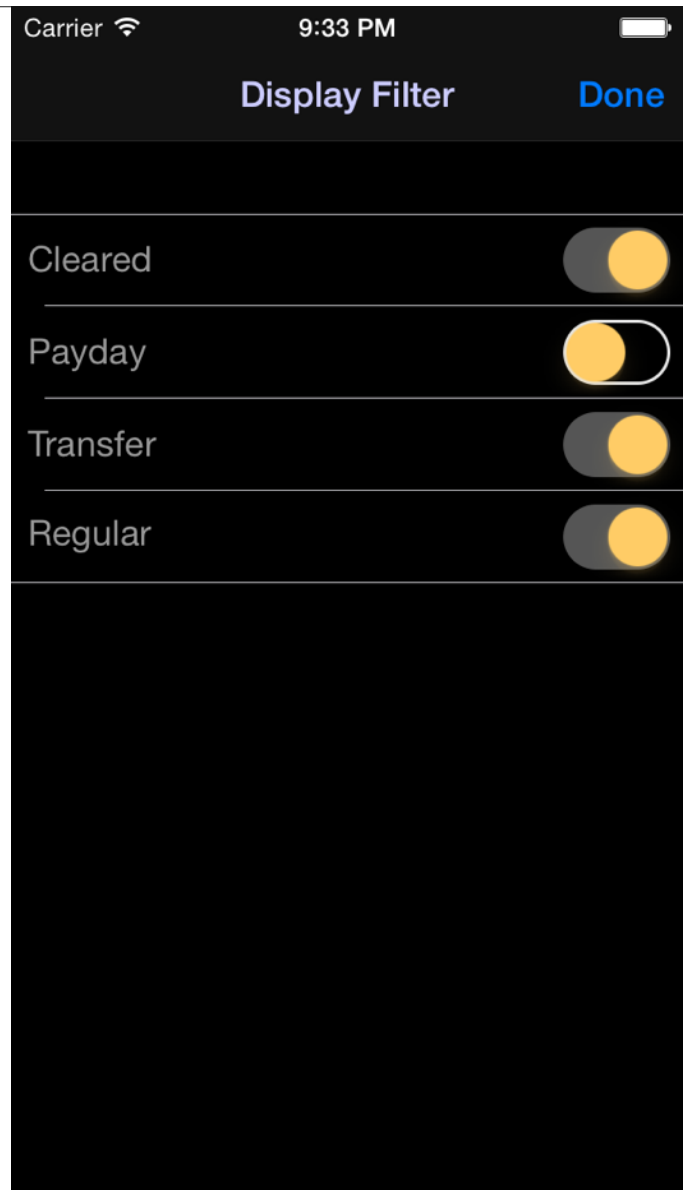 Carrier 9:33 PM
Display Filter Done
Cleared
Payday
Transfer
Regular